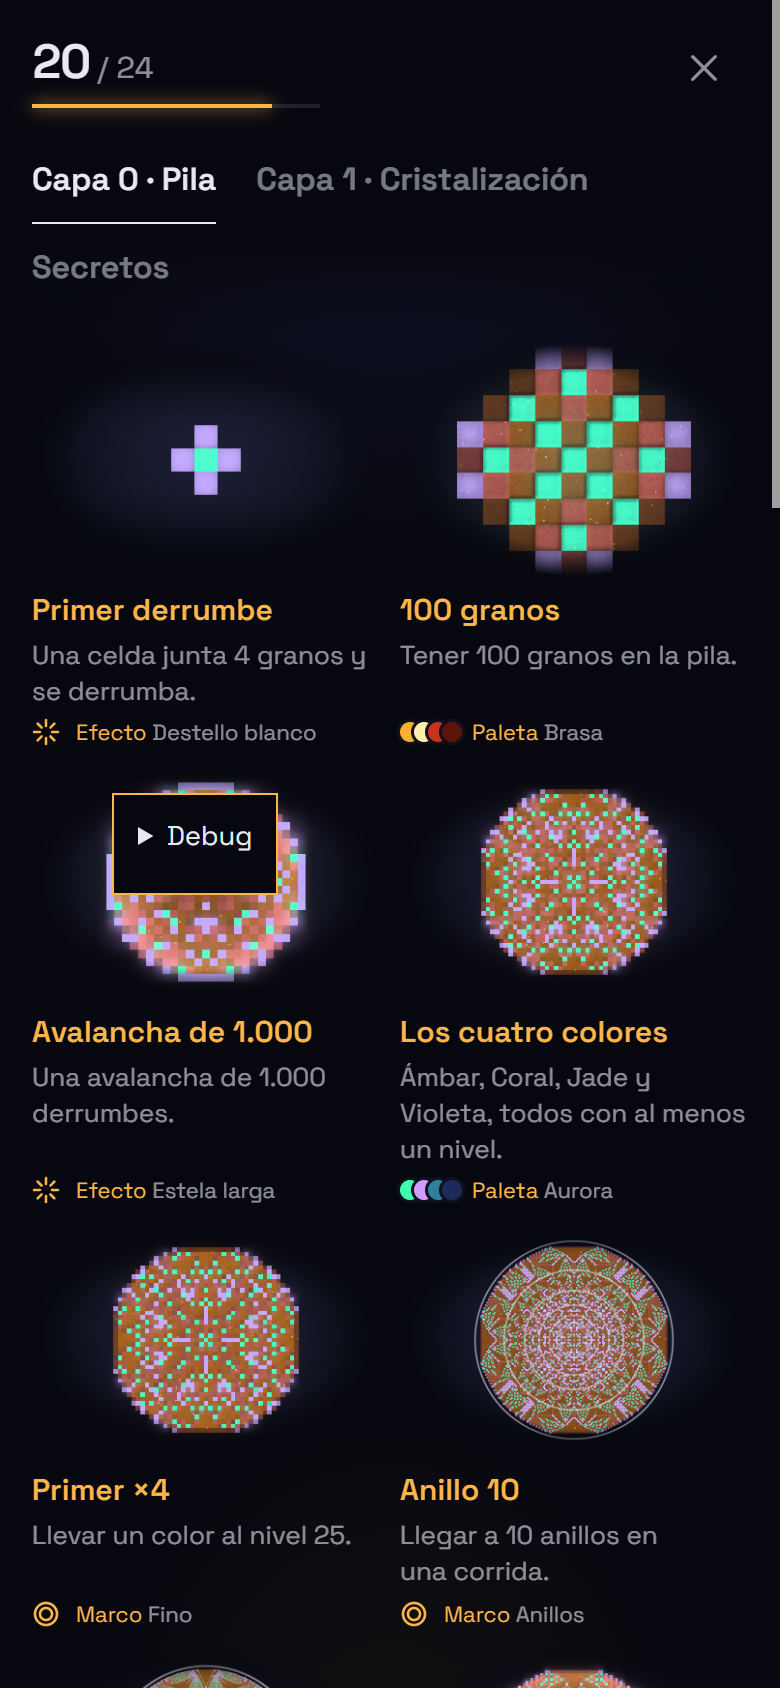 20 / 24
Capa 0 · Pila Capa 1 · Cristalización
Secretos
Primer derrumbe
Una celda junta 4 granos y
se derrumba.
Efecto Destello blanco
100 granos
Tener 100 granos en la pila.
Paleta Brasa
▶ Debug
Avalancha de 1.000
Una avalancha de 1.000
derrumbes.
Efecto Estela larga
Los cuatro colores
Ámbar, Coral, Jade y
Violeta, todos con al menos
un nivel.
Paleta Aurora
Primer ×4
Llevar un color al nivel 25.
Marco Fino
Anillo 10
Llegar a 10 anillos en
una corrida.
Marco Anillos